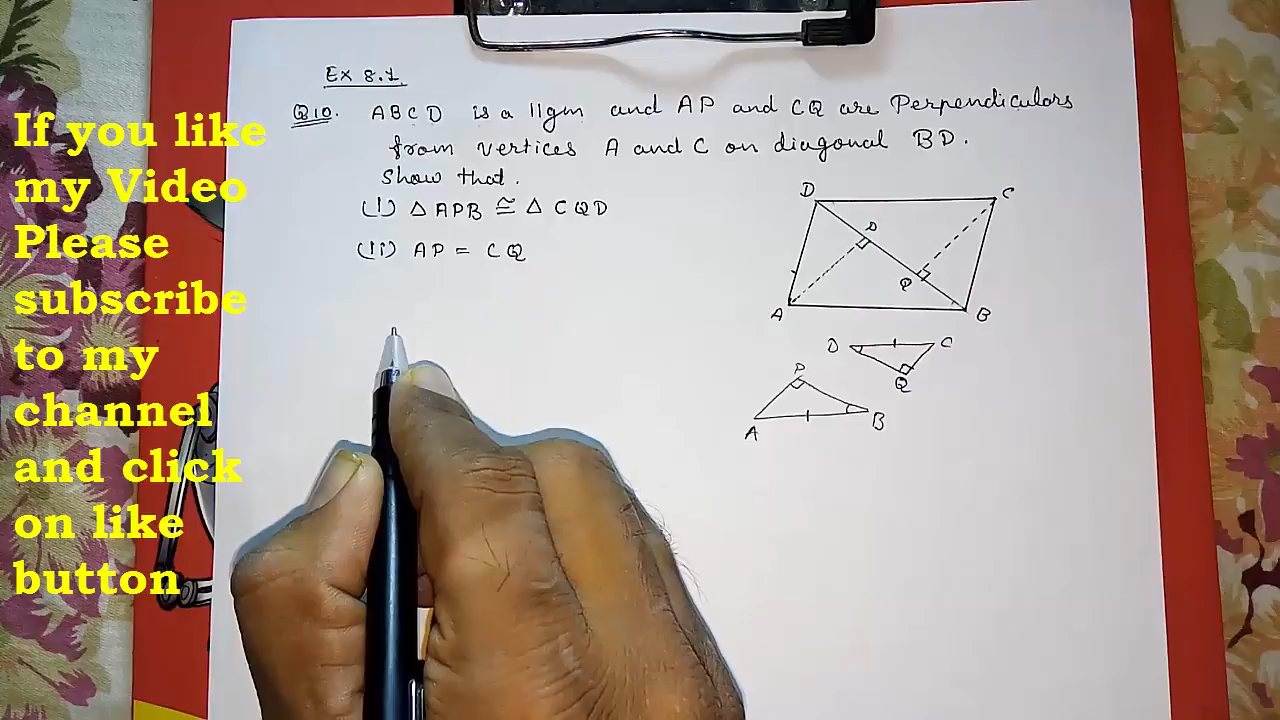 Ex 8.1
Q10. ABCD is a 11gm and AP and CQ are Perpendiculars
from vertices A and C on diagonal BD.
Show that.
(i) △ APB ≅ △ CQD
(ii) AP = CQ
D C
P
Q
A B
D C
Q
P
A B
If you like
my Video
Please
subscribe
to my
channel
and click
on like
button